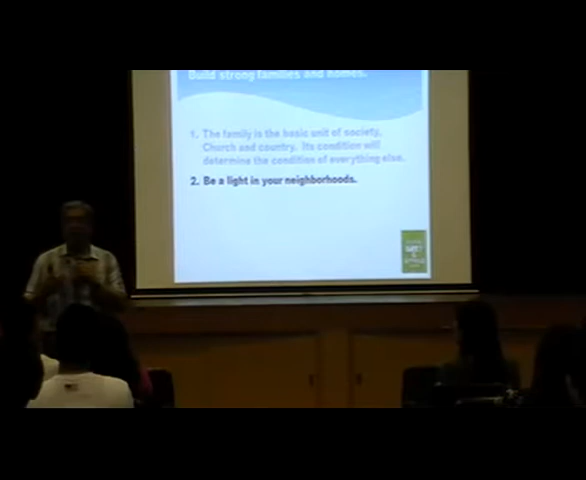 Build strong families and homes.
1. The family is the basic unit of society,
Church and country. Its condition will
determine the condition of everything else.
2. Be a light in your neighborhoods.